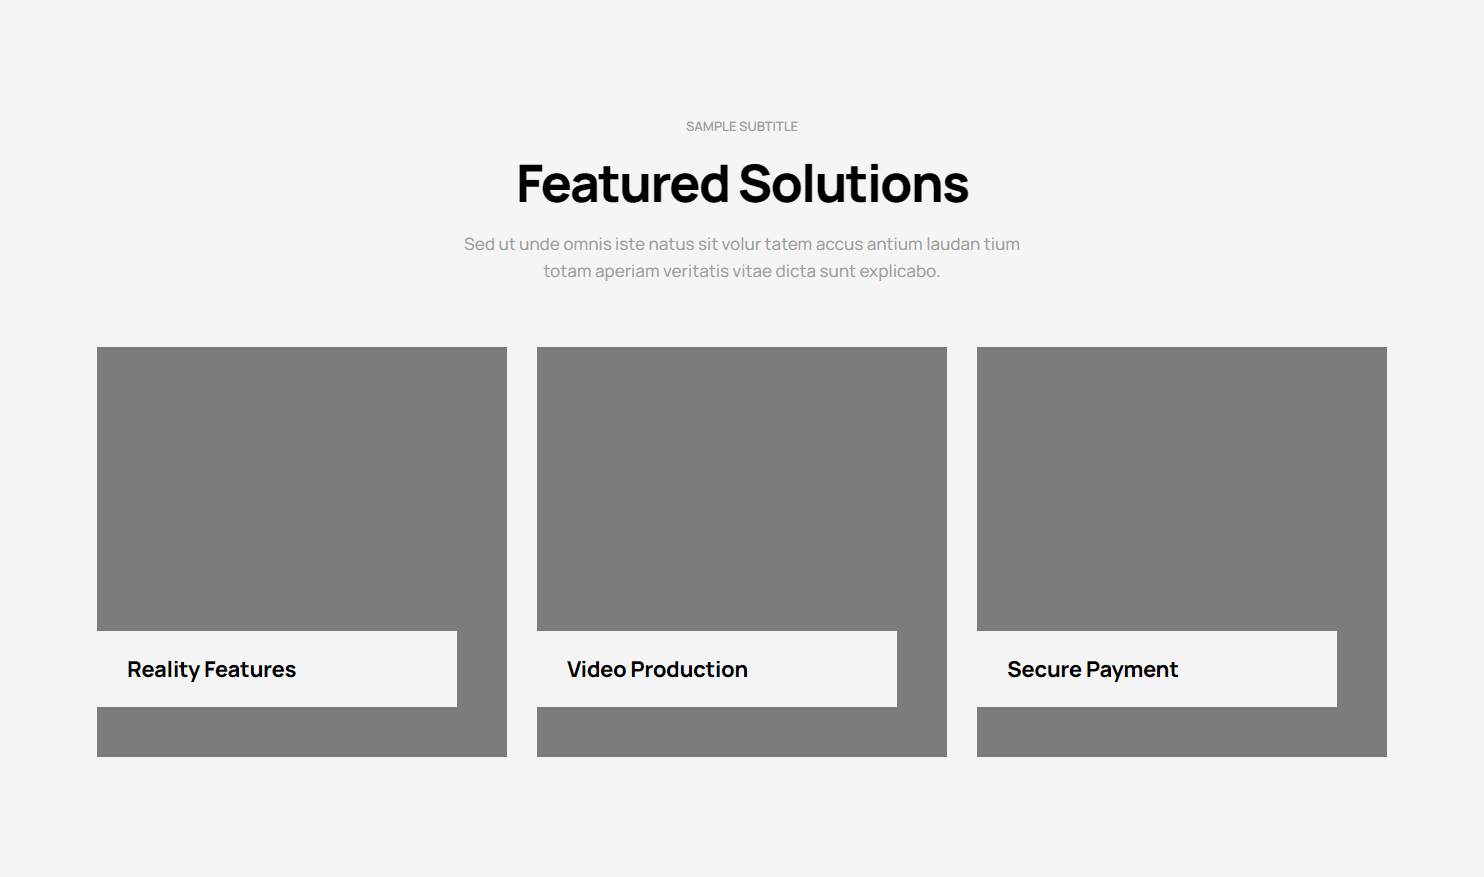 SAMPLE SUBTITLE
Featured Solutions
Sed ut unde omnis iste natus sit volur tatem accus antium laudan tium
totam aperiam veritatis vitae dicta sunt explicabo.
Reality Features
Video Production
Secure Payment